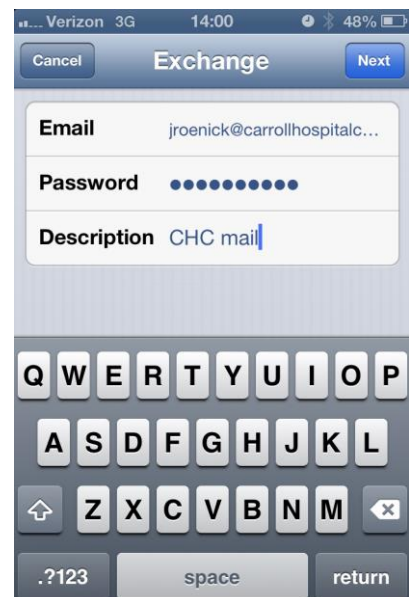 Verizon 3G 14:00 48%
Cancel Exchange Next
Email jroenick@carrollhospitalc...
Password ••••••••••
Description CHC mail
Q W E R T Y U I O P
A S D F G H J K L
Z X C V B N M
.?123 space return